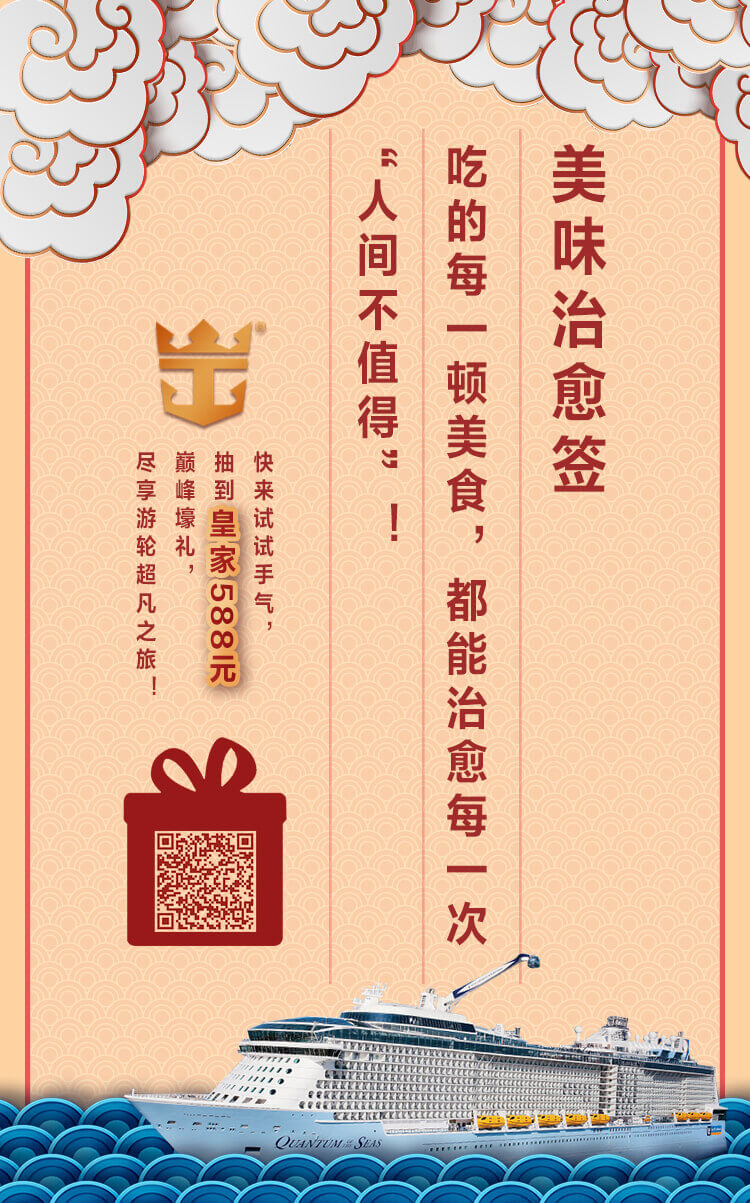 美味治愈签
吃的每一顿美食，都能治愈每一次
“人间不值得”！
快来试试手气，
抽到皇家588元
巅峰壕礼，
尽享游轮超凡之旅！
®
QUANTUM OF THE SEAS